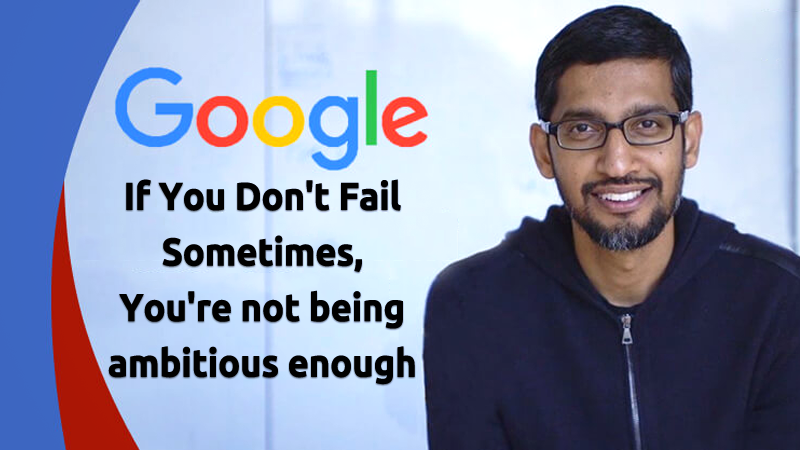 Google
If You Don't Fail
Sometimes,
You're not being
ambitious enough